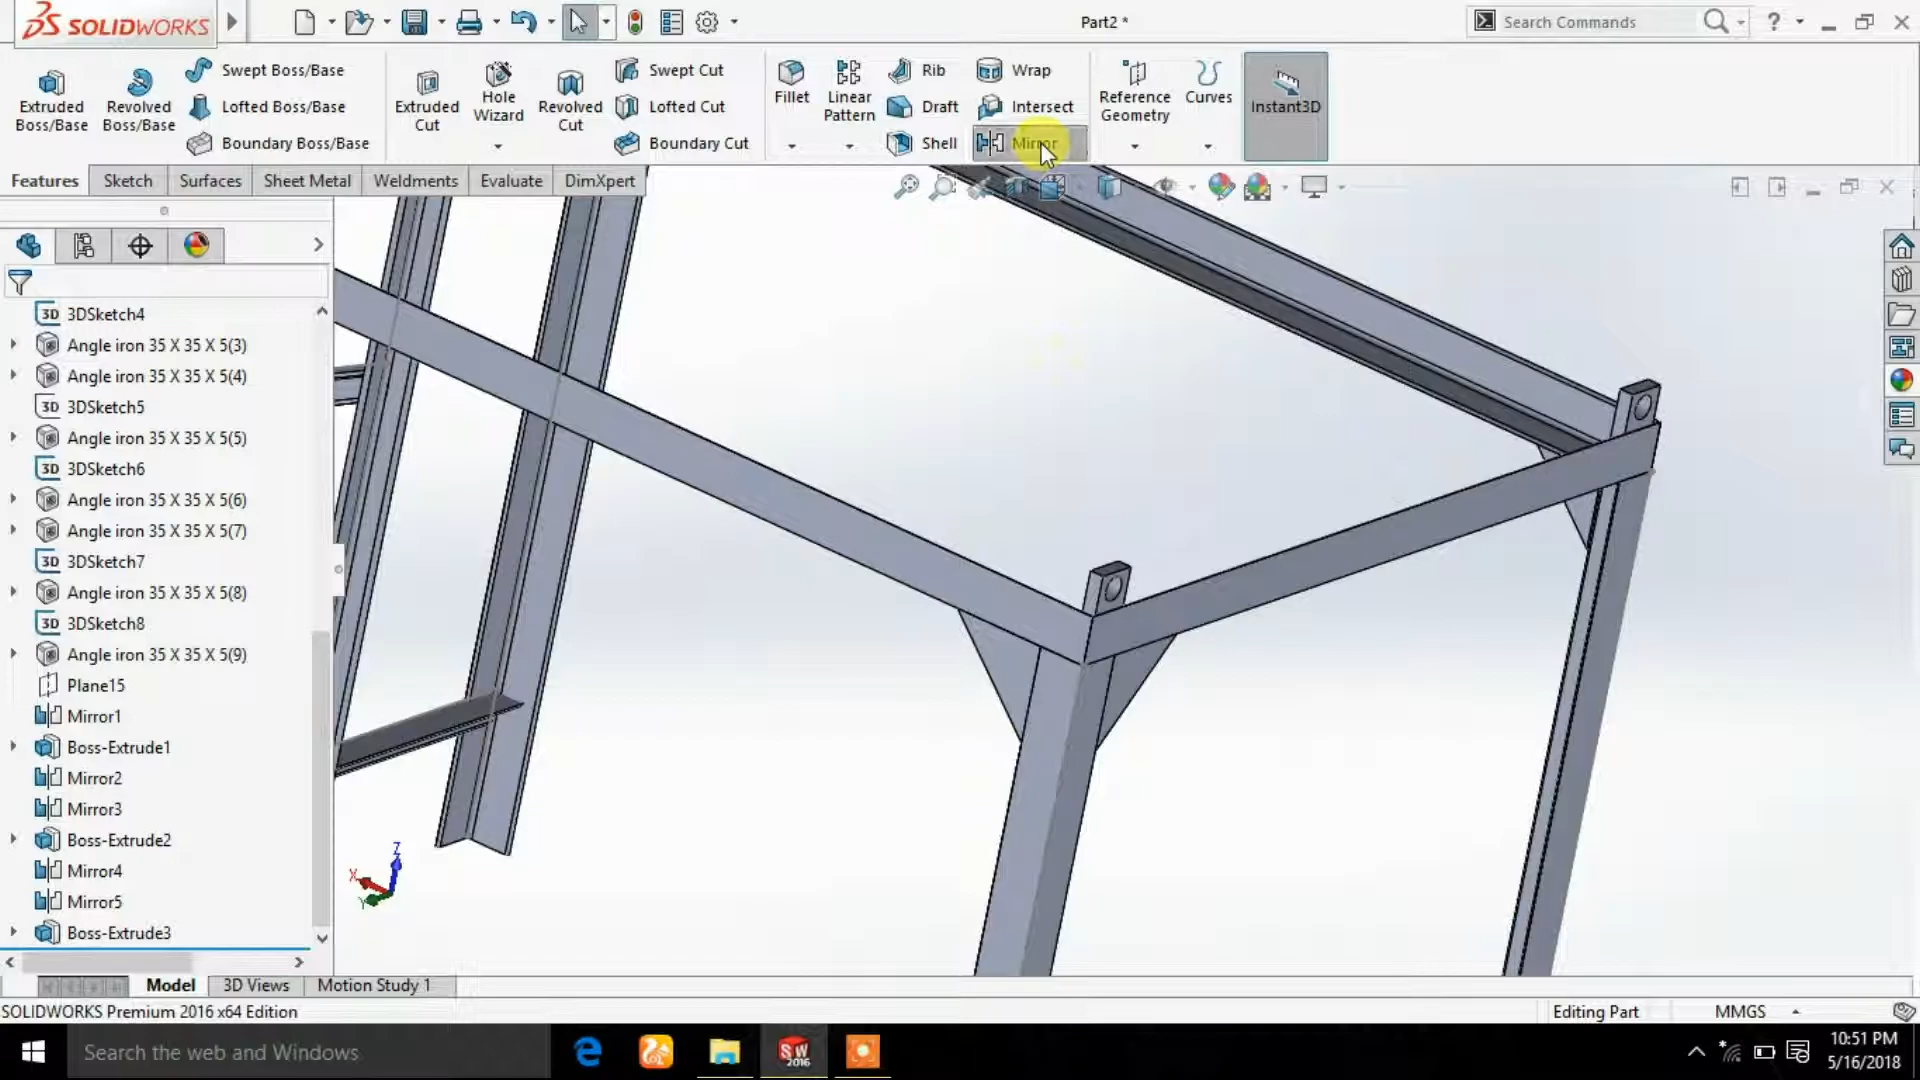 SOLIDWORKS
Part2 *
Search Commands
?
Extruded
Boss/Base
Revolved
Boss/Base
Swept Boss/Base
Lofted Boss/Base
Boundary Boss/Base
Extruded
Cut
Hole
Wizard
Revolved
Cut
Swept Cut
Lofted Cut
Boundary Cut
Fillet
Linear
Pattern
Rib
Draft
Shell
Wrap
Intersect
Mirror
Reference
Geometry
Curves
Instant3D
Features
Sketch
Surfaces
Sheet Metal
Weldments
Evaluate
DimXpert
3D 3DSketch4
Angle iron 35 X 35 X 5(3)
Angle iron 35 X 35 X 5(4)
3D 3DSketch5
Angle iron 35 X 35 X 5(5)
3D 3DSketch6
Angle iron 35 X 35 X 5(6)
Angle iron 35 X 35 X 5(7)
3D 3DSketch7
Angle iron 35 X 35 X 5(8)
3D 3DSketch8
Angle iron 35 X 35 X 5(9)
Plane15
Mirror1
Boss-Extrude1
Mirror2
Mirror3
Boss-Extrude2
Mirror4
Mirror5
Boss-Extrude3
Z
X
Y
Model
3D Views
Motion Study 1
SOLIDWORKS Premium 2016 x64 Edition
Editing Part
MMGS
Search the web and Windows
SW
2016
10:51 PM
5/16/2018